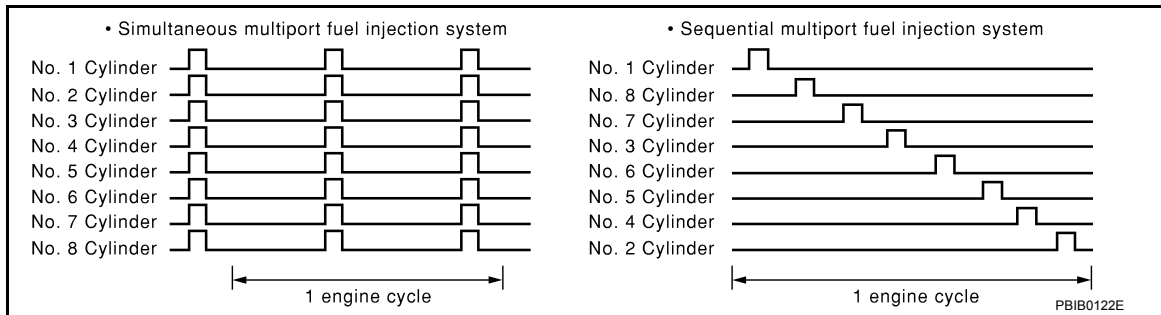 • Simultaneous multiport fuel injection system
No. 1 Cylinder
No. 2 Cylinder
No. 3 Cylinder
No. 4 Cylinder
No. 5 Cylinder
No. 6 Cylinder
No. 7 Cylinder
No. 8 Cylinder
1 engine cycle
• Sequential multiport fuel injection system
No. 1 Cylinder
No. 8 Cylinder
No. 7 Cylinder
No. 3 Cylinder
No. 6 Cylinder
No. 5 Cylinder
No. 4 Cylinder
No. 2 Cylinder
1 engine cycle
PBIB0122E